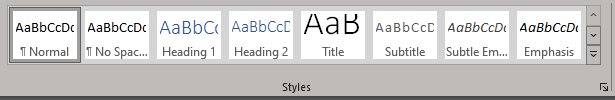 AaBbCcDc AaBbCcDc AaBbCc AaBbCcD AaB AaBbCcD AaBbCcDc AaBbCcDc
¶ Normal ¶ No Spac... Heading 1 Heading 2 Title Subtitle Subtle Em... Emphasis
Styles